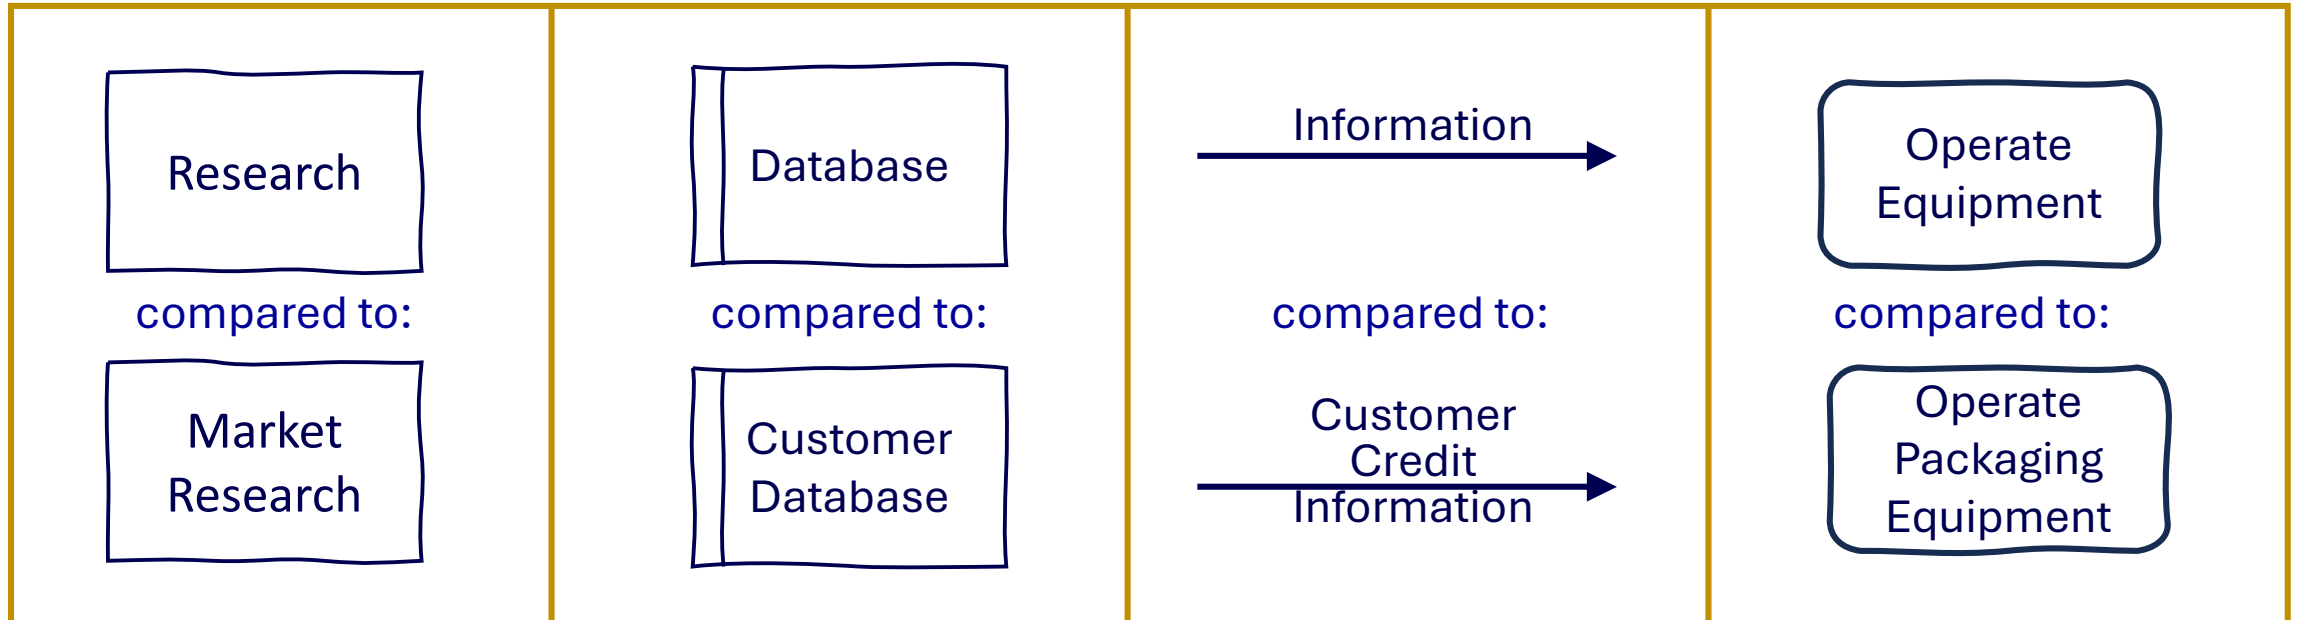 Research
compared to:
Market
Research
Database
compared to:
Customer
Database
Information
compared to:
Customer
Credit
Information
Operate
Equipment
compared to:
Operate
Packaging
Equipment